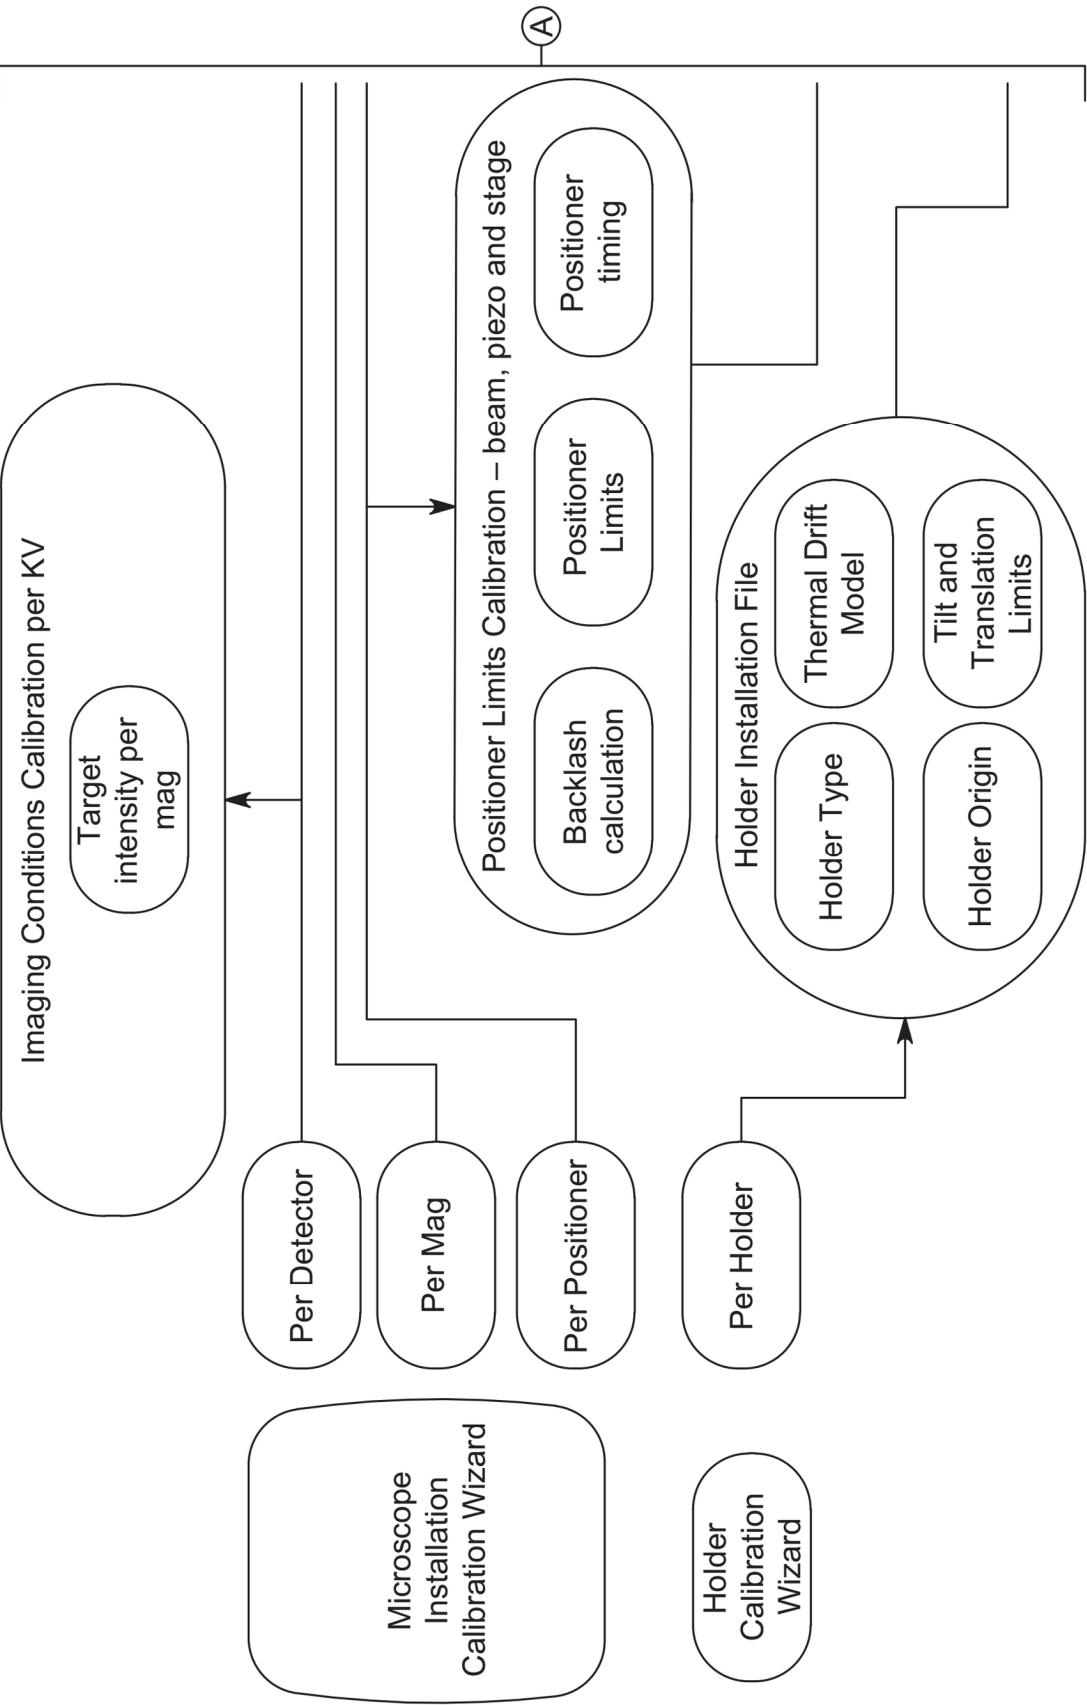 Microscope
Installation
Calibration Wizard
Holder
Calibration
Wizard
Per Detector
Per Mag
Per Positioner
Per Holder
Imaging Conditions Calibration per KV
Target
intensity per
mag
Positioner Limits Calibration – beam, piezo and stage
Backlash
calculation
Positioner
Limits
Positioner
timing
Holder Installation File
Holder Type
Thermal Drift
Model
Holder Origin
Tilt and
Translation
Limits
A